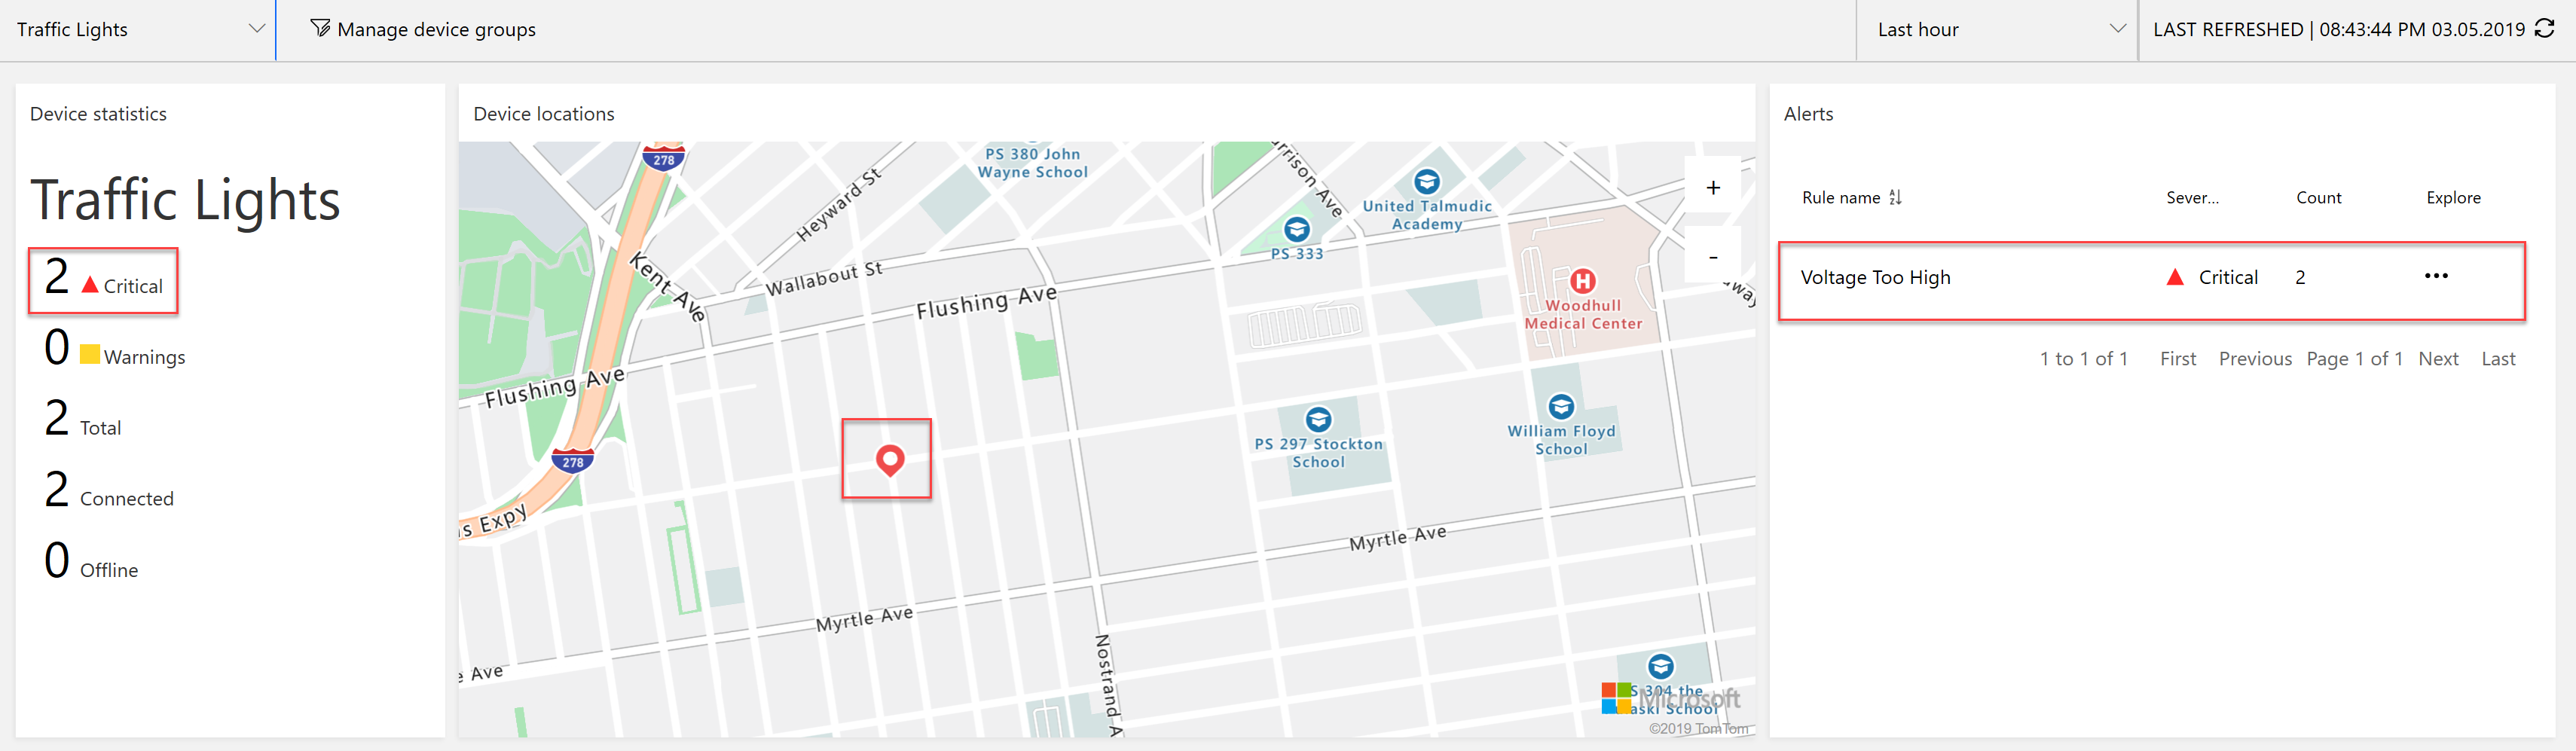 Traffic Lights
Manage device groups
Last hour
LAST REFRESHED | 08:43:44 PM 03.05.2019
Device statistics
Traffic Lights
2 Critical
0 Warnings
2 Total
2 Connected
0 Offline
Device locations
278
PS 380 John
Wayne School
Heyward St
rrison Ave
United Talmudic
Academy
PS 333
Kent Ave
Wallabout St
Flushing Ave
Woodhull
Medical Center
Flushing Ave
PS 297 Stockton
School
William Floyd
School
278
s Expy
Myrtle Ave
Myrtle Ave
Nostrand A
e Ave
S 304 the
aski School
Microsoft
©2019 TomTom
+
-
Alerts
Rule name
Sever...
Count
Explore
Voltage Too High
Critical
2
•••
1 to 1 of 1 First Previous Page 1 of 1 Next Last